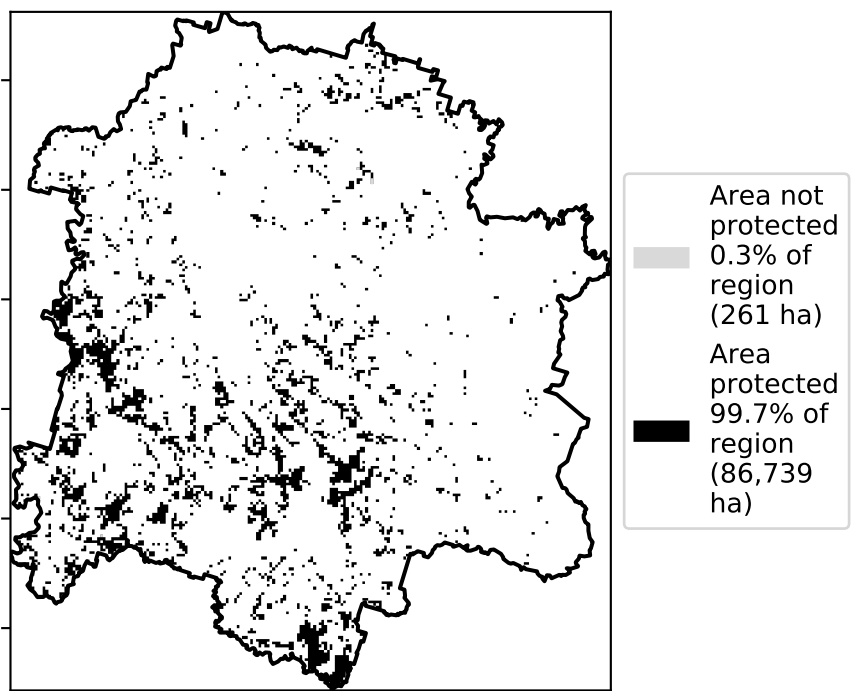 Area not
protected
0.3% of
region
(261 ha)
Area
protected
99.7% of
region
(86,739
ha)